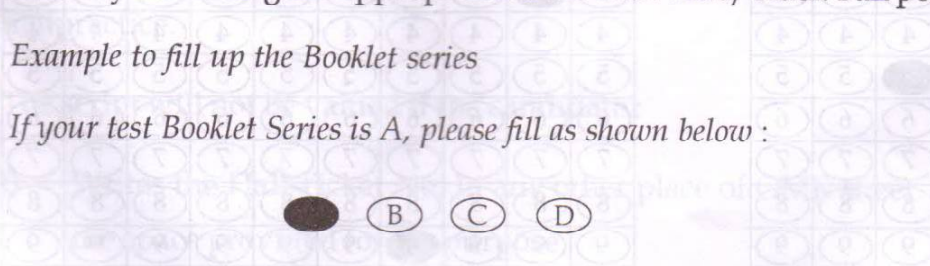 Example to fill up the Booklet series
If your test Booklet Series is A, please fill as shown below :
B C D